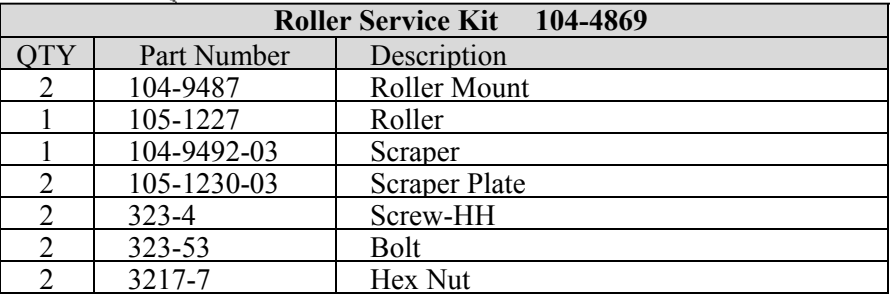 Roller Service Kit 104-4869
QTY Part Number Description
2 104-9487 Roller Mount
1 105-1227 Roller
1 104-9492-03 Scraper
2 105-1230-03 Scraper Plate
2 323-4 Screw-HH
2 323-53 Bolt
2 3217-7 Hex Nut